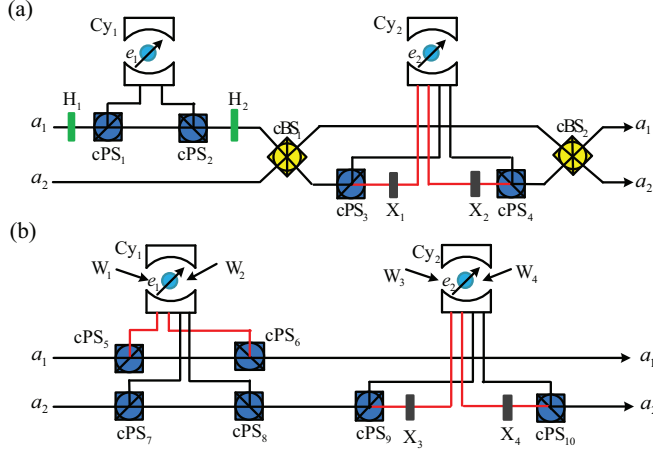 (a)
Cy₁ Cy₂
e₁ e₂
H₁ H₂ cBS₁ cBS₂
a₁ a₁
cPS₁ cPS₂
a₂ a₂
cPS₃ X₁ X₂ cPS₄
(b)
Cy₁ Cy₂
W₁ W₂ W₃ W₄
e₁ e₂
cPS₅ cPS₆
a₁ a₁
a₂
cPS₇ cPS₈ cPS₉ X₃ X₄ cPS₁₀